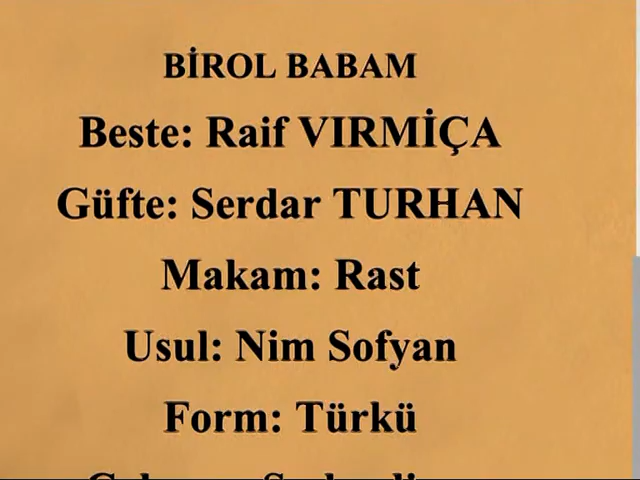 BİROL BABAM
Beste: Raif VIRMİÇA
Güfte: Serdar TURHAN
Makam: Rast
Usul: Nim Sofyan
Form: Türkü